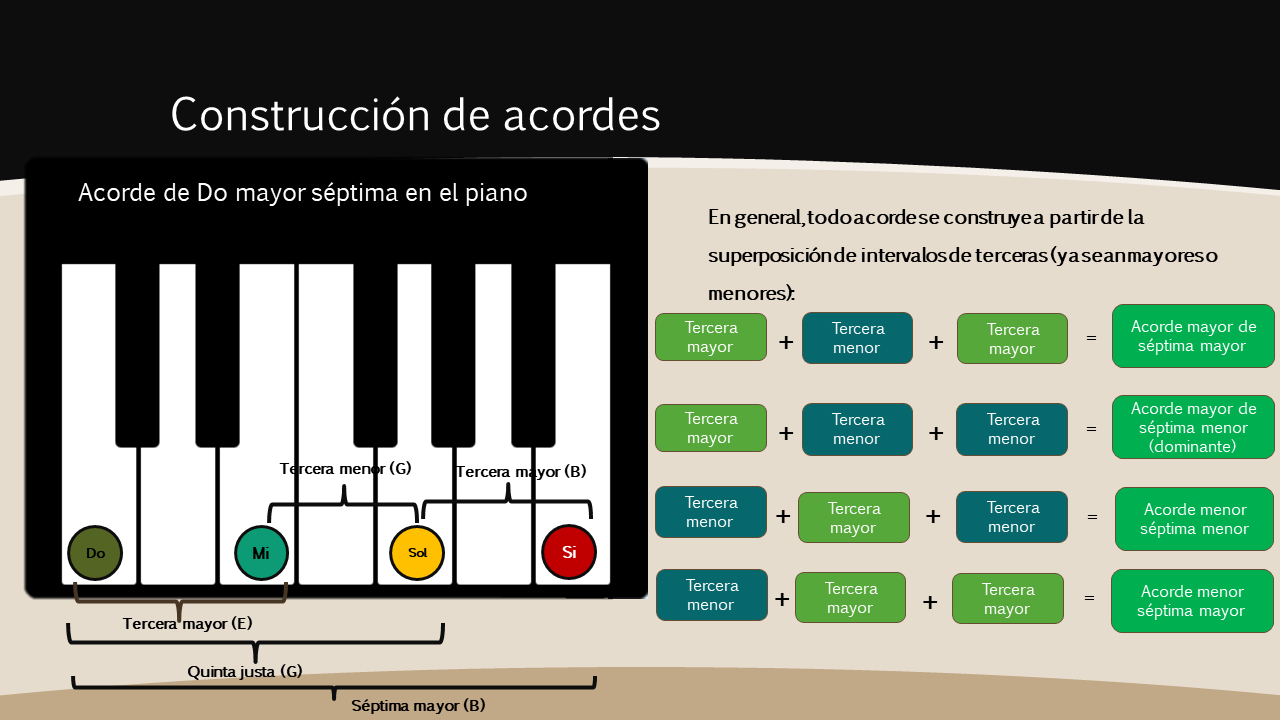 Construcción de acordes
Acorde de Do mayor séptima en el piano
Tercera menor (G)
Tercera mayor (B)
Do
Mi
Sol
Si
Tercera mayor (E)
Quinta justa (G)
Séptima mayor (B)
En general, todo acorde se construye a partir de la
superposición de intervalos de terceras (ya sean mayores o
menores):
Tercera
mayor
+
Tercera
menor
+
Tercera
mayor
=
Acorde mayor de
séptima mayor
Tercera
mayor
+
Tercera
menor
+
Tercera
menor
=
Acorde mayor de
séptima menor
(dominante)
Tercera
menor
+
Tercera
mayor
+
Tercera
menor
=
Acorde menor
séptima menor
Tercera
menor
+
Tercera
mayor
+
Tercera
mayor
=
Acorde menor
séptima mayor